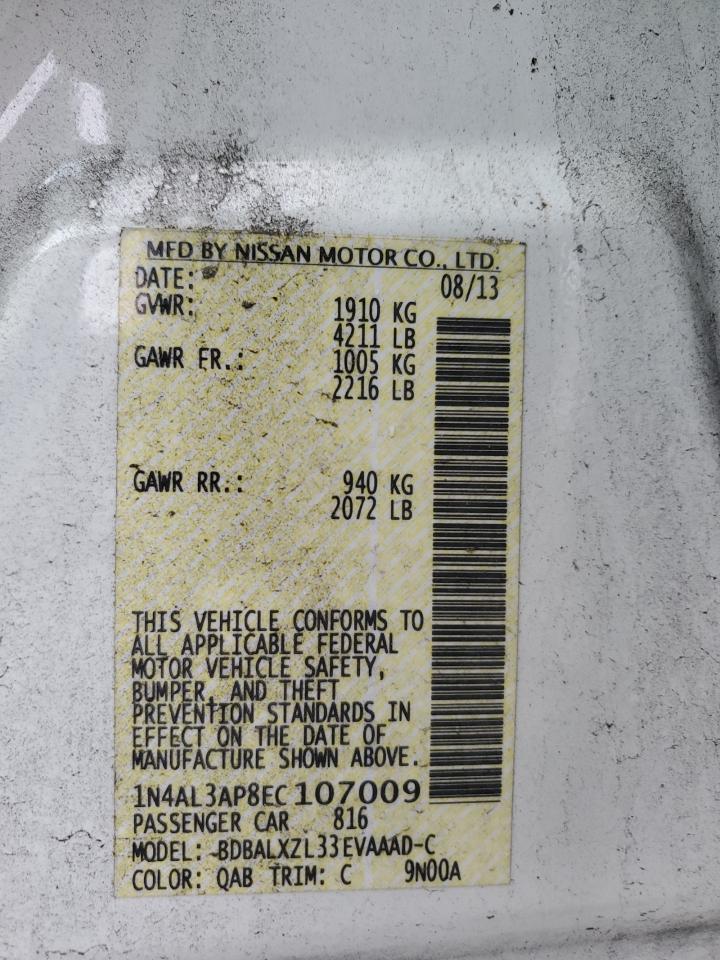 MFD BY NISSAN MOTOR CO., LTD.
DATE: 08/13
GVWR: 1910 KG
4211 LB
GAWR FR.: 1005 KG
2216 LB
GAWR RR.: 940 KG
2072 LB
THIS VEHICLE CONFORMS TO
ALL APPLICABLE FEDERAL
MOTOR VEHICLE SAFETY,
BUMPER, AND THEFT
PREVENTION STANDARDS IN
EFFECT ON THE DATE OF
MANUFACTURE SHOWN ABOVE.
1N4AL3AP8EC107009
PASSENGER CAR 816
MODEL: BDBALXZL33EVAAAD-C
COLOR: QAB TRIM: C 9N00A